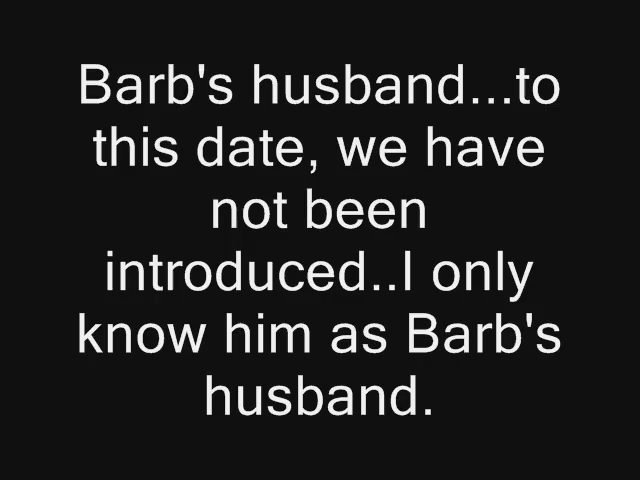 Barb's husband...to
this date, we have
not been
introduced..I only
know him as Barb's
husband.